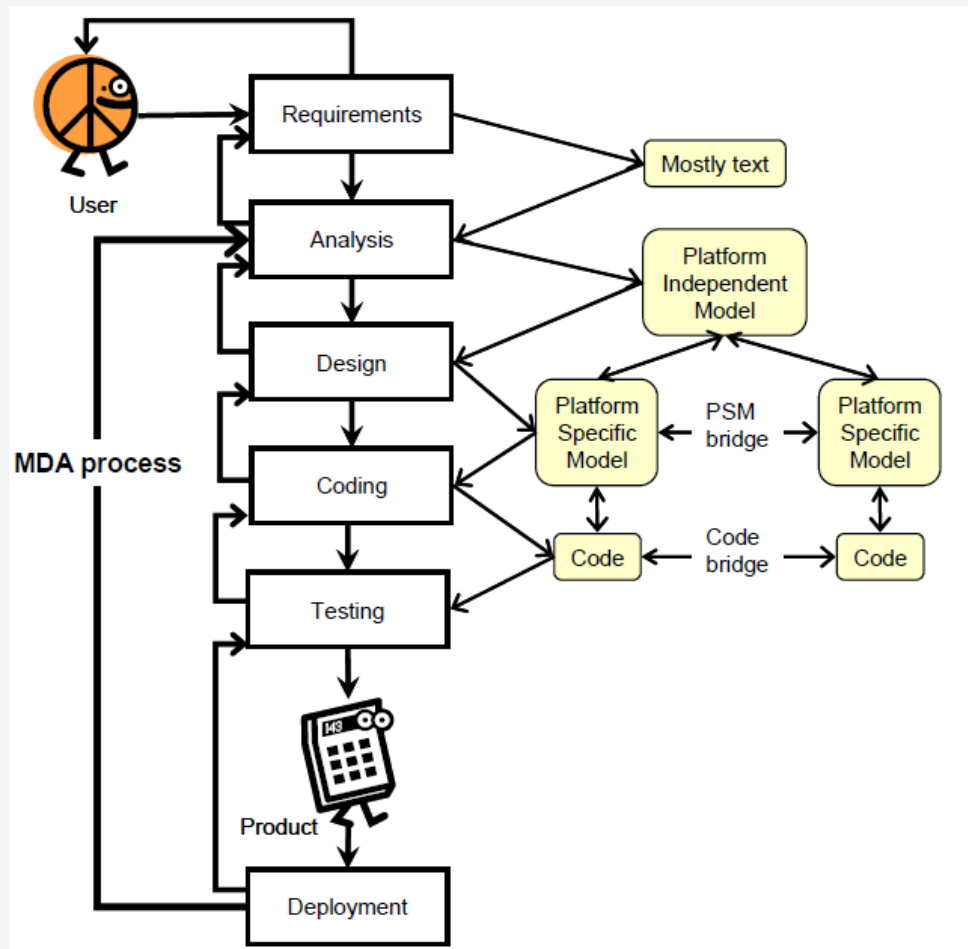 Requirements
Mostly text
User
Analysis
Platform
Independent
Model
Design
Platform
Specific
Model
PSM
bridge
Platform
Specific
Model
MDA process
Coding
Code
Code
bridge
Code
Testing
143
Product
Deployment